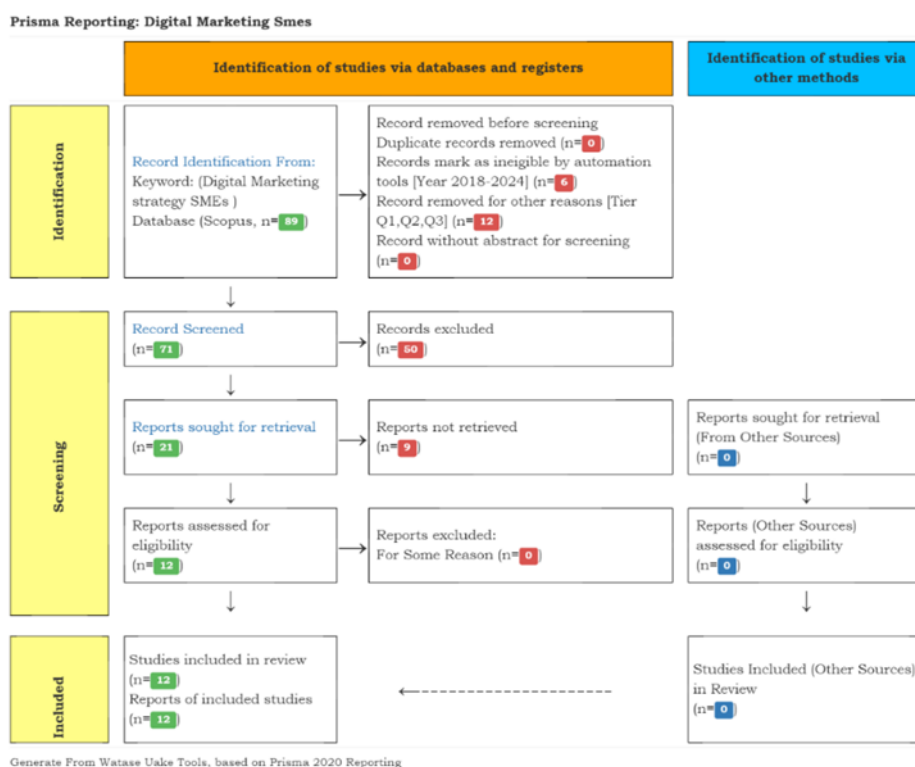 Prisma Reporting: Digital Marketing Smes
Identification of studies via databases and registers
Identification of studies via
other methods
Identification
Record Identification From:
Keyword: (Digital Marketing
strategy SMEs )
Database (Scopus, n= 89 )
Record removed before screening
Duplicate records removed (n= 0 )
Records mark as ineigible by automation
tools [Year 2018-2024] (n= 6 )
Record removed for other reasons [Tier
Q1,Q2,Q3] (n= 12 )
Record without abstract for screening
(n= 0 )
Screening
Record Screened
(n= 71 )
Records excluded
(n= 50 )
Reports sought for retrieval
(n= 21 )
Reports not retrieved
(n= 9 )
Reports sought for retrieval
(From Other Sources)
(n= 0 )
Reports assessed for
eligibility
(n= 12 )
Reports excluded:
For Some Reason (n= 0 )
Reports (Other Sources)
assessed for eligibility
(n= 0 )
Included
Studies included in review
(n= 12 )
Reports of included studies
(n= 12 )
Studies Included (Other Sources)
in Review
(n= 0 )
Generate From Watase Uake Tools, based on Prisma 2020 Reporting